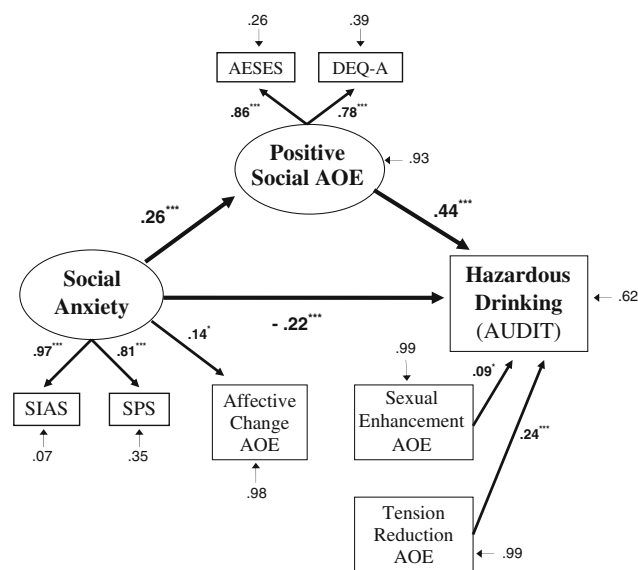 .26
.39
AESES
DEQ-A
.86***
.78***
Positive
Social AOE
.93
.26***
.44***
Social
Anxiety
Hazardous
Drinking
(AUDIT)
.62
- .22***
.97***
.81***
.14*
.99
.09*
SIAS
SPS
Affective
Change
AOE
Sexual
Enhancement
AOE
.24***
.07
.35
.98
Tension
Reduction
AOE
.99